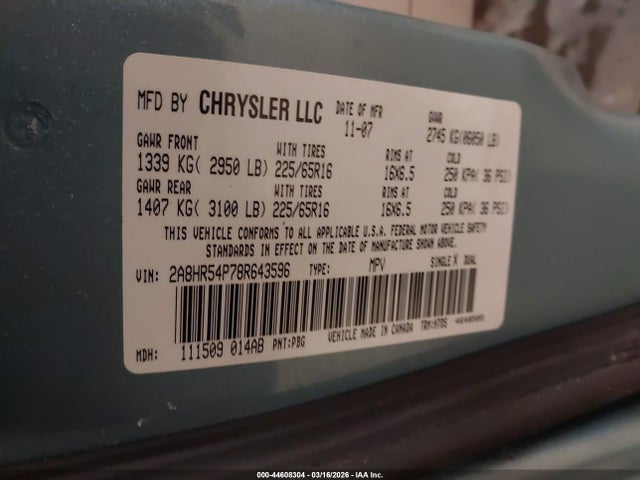 MFD BY CHRYSLER LLC DATE OF MFR 11-07 GVWR 2745 KG(06050 LB)
GAWR FRONT WITH TIRES RIMS AT COLD
1339 KG( 2950 LB) 225/65R16 16X6.5 250 KPA( 36 PSI)
GAWR REAR WITH TIRES RIMS AT COLD
1407 KG( 3100 LB) 225/65R16 16X6.5 250 KPA( 36 PSI)
THIS VEHICLE CONFORMS TO ALL APPLICABLE U.S.A. FEDERAL MOTOR VEHICLE SAFETY
STANDARDS IN EFFECT ON THE DATE OF MANUFACTURE SHOWN ABOVE.
VIN: 2A8HR54P78R643596 TYPE: MPV SINGLE X DUAL
MDH: 111509 014AB PNT:PBG VEHICLE MADE IN CANADA TRM:H7DS 4648505
000-44608304 - 03/16/2026 - IAA Inc.